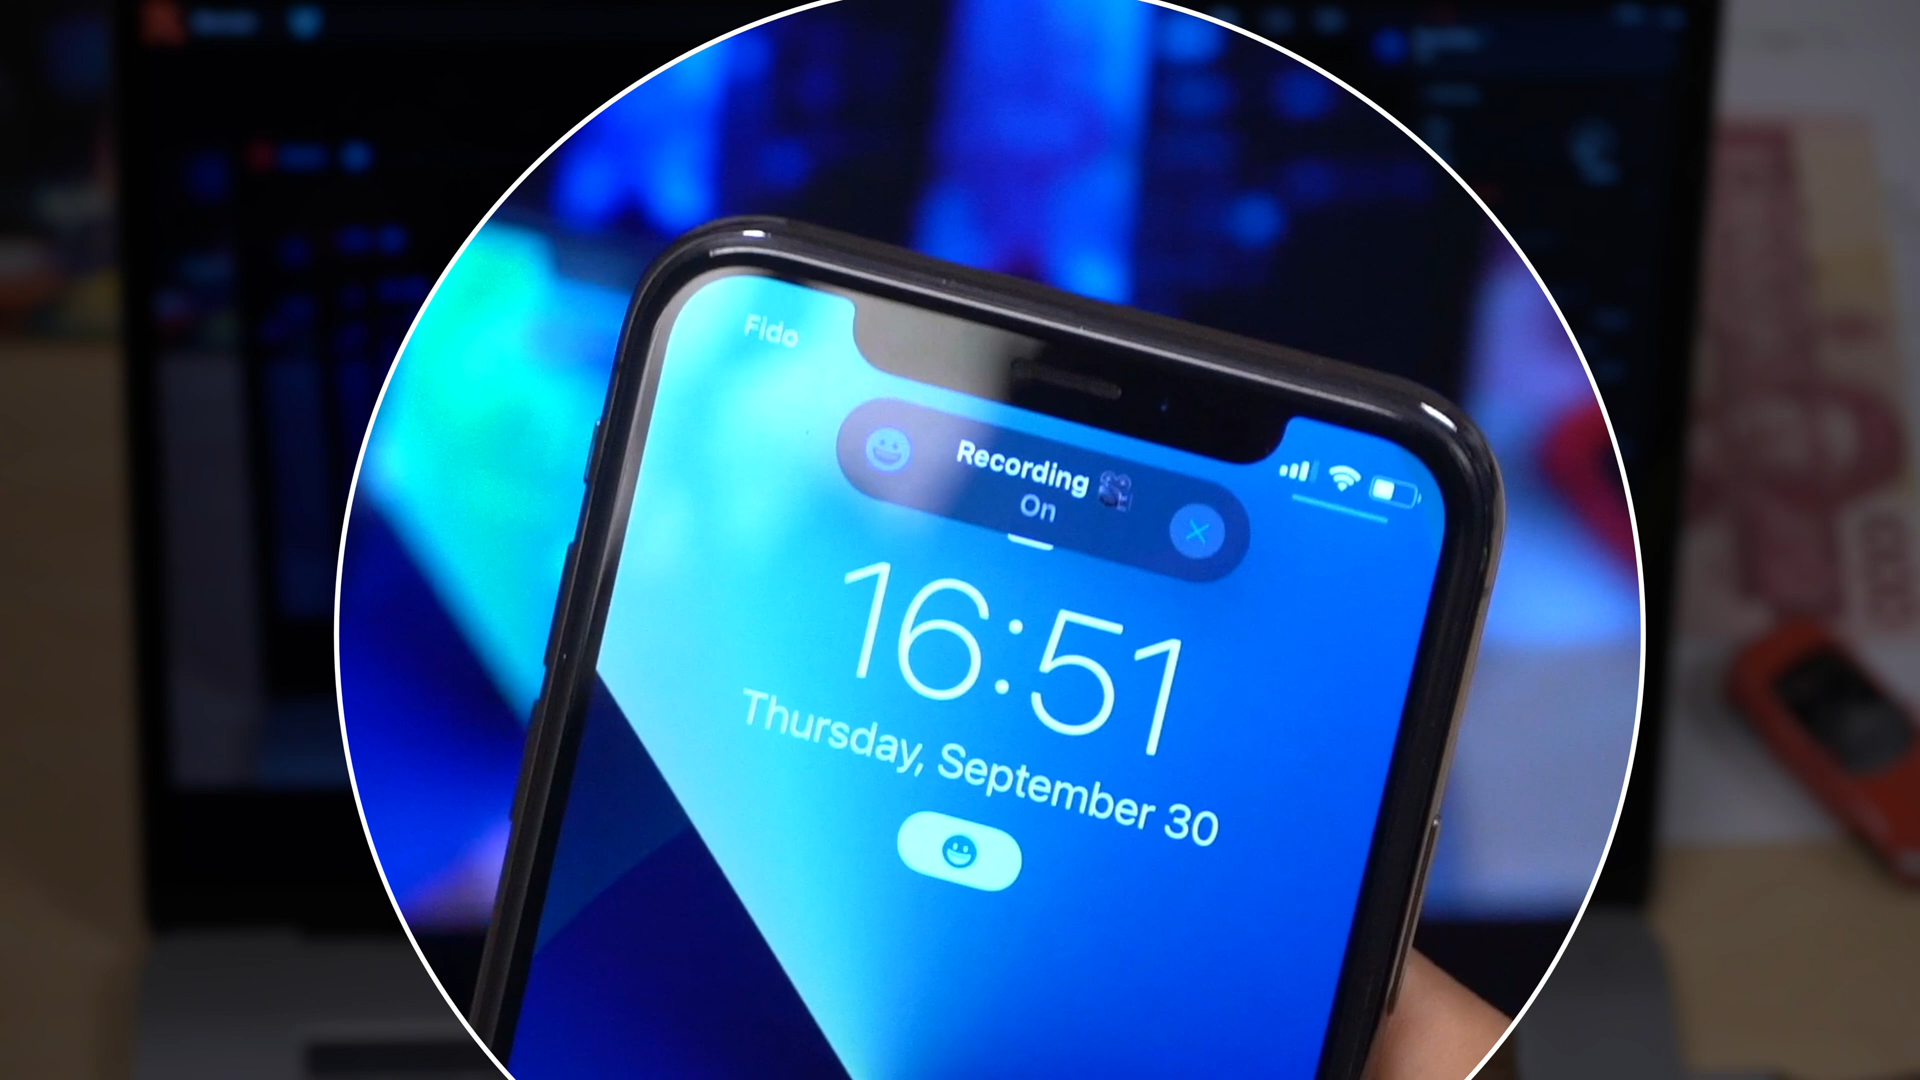 Fido
Recording 🎥
On
16:51
Thursday, September 30